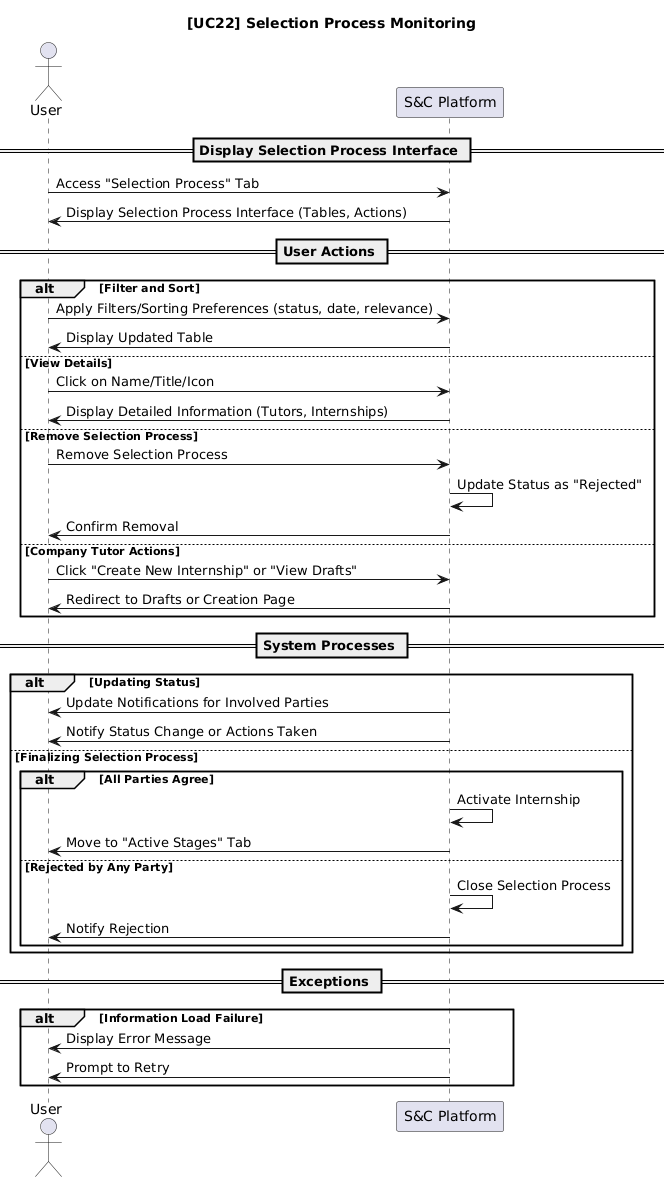 [UC22] Selection Process Monitoring
User
S&C Platform
Display Selection Process Interface
Access "Selection Process" Tab
Display Selection Process Interface (Tables, Actions)
User Actions
alt [Filter and Sort]
Apply Filters/Sorting Preferences (status, date, relevance)
Display Updated Table
[View Details]
Click on Name/Title/Icon
Display Detailed Information (Tutors, Internships)
[Remove Selection Process]
Remove Selection Process
Update Status as "Rejected"
Confirm Removal
[Company Tutor Actions]
Click "Create New Internship" or "View Drafts"
Redirect to Drafts or Creation Page
System Processes
alt [Updating Status]
Update Notifications for Involved Parties
Notify Status Change or Actions Taken
[Finalizing Selection Process]
alt [All Parties Agree]
Activate Internship
Move to "Active Stages" Tab
[Rejected by Any Party]
Close Selection Process
Notify Rejection
Exceptions
alt [Information Load Failure]
Display Error Message
Prompt to Retry
User
S&C Platform